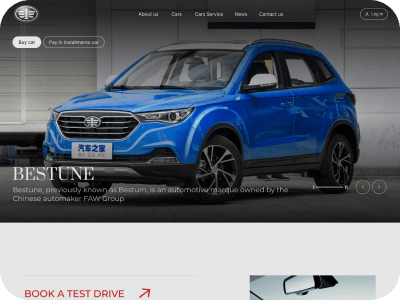 About us Cars Cars Service News Contact us Log in
Buy car Pay in instalments car
汽车之家
BESTUNE
Bestune, previously known as Besturn, is an automotive marque owned by the
Chinese automaker FAW Group
BOOK A TEST DRIVE